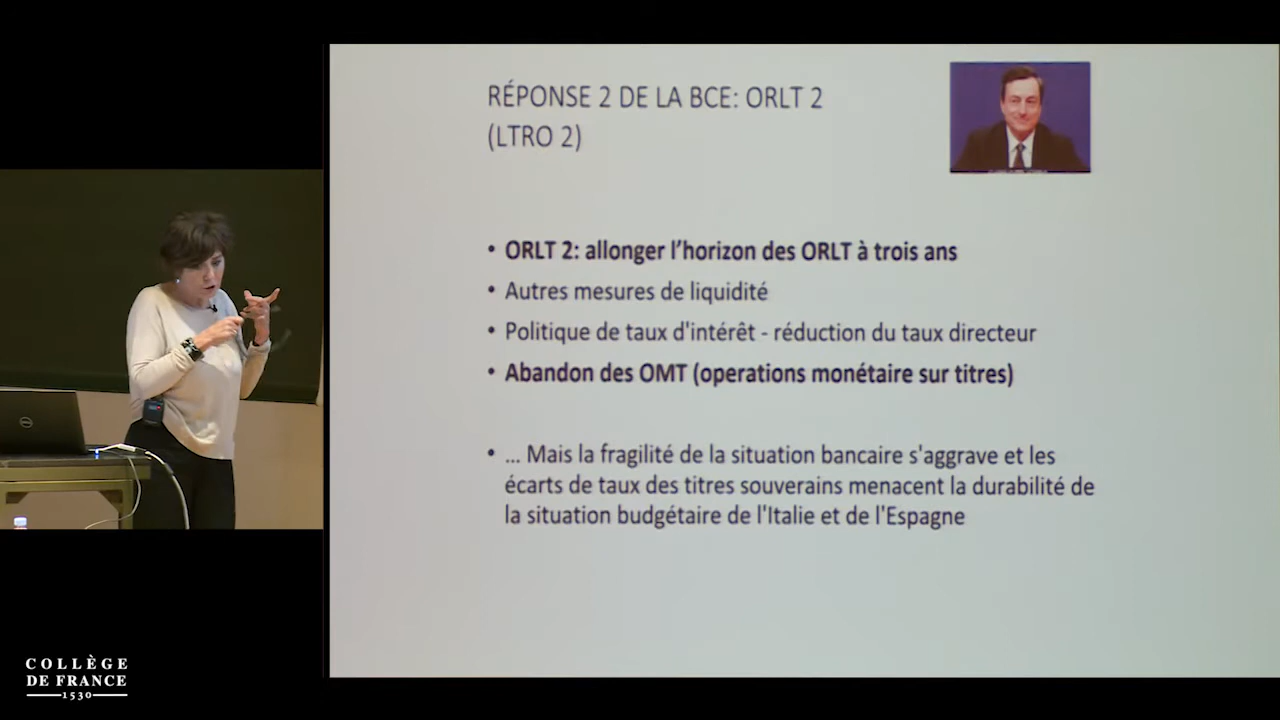 RÉPONSE 2 DE LA BCE: ORLT 2
(LTRO 2)
• ORLT 2: allonger l’horizon des ORLT à trois ans
• Autres mesures de liquidité
• Politique de taux d'intérêt - réduction du taux directeur
• Abandon des OMT (operations monétaire sur titres)
• ... Mais la fragilité de la situation bancaire s'aggrave et les
écarts de taux des titres souverains menacent la durabilité de
la situation budgétaire de l'Italie et de l'Espagne
COLLÈGE
DE FRANCE
1530